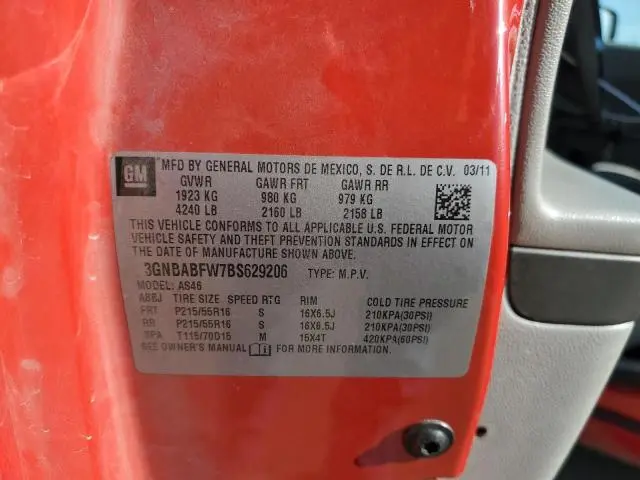 GM
MFD BY GENERAL MOTORS DE MEXICO, S. DE R.L. DE C.V. 03/11
GVWR GAWR FRT GAWR RR
1923 KG 980 KG 979 KG
4240 LB 2160 LB 2158 LB
THIS VEHICLE CONFORMS TO ALL APPLICABLE U.S. FEDERAL MOTOR
VEHICLE SAFETY AND THEFT PREVENTION STANDARDS IN EFFECT ON
THE DATE OF MANUFACTURE SHOWN ABOVE.
3GNBABFW7BS629206 TYPE: M.P.V.
MODEL: AS46
TIRE SIZE SPEED RTG RIM COLD TIRE PRESSURE
FRT P215/55R16 S 16X6.5J 210KPA(30PSI)
RR P215/55R16 S 16X6.5J 210KPA(30PSI)
SPA T115/70D15 M 15X4T 420KPA(60PSI)
SEE OWNER'S MANUAL FOR MORE INFORMATION.